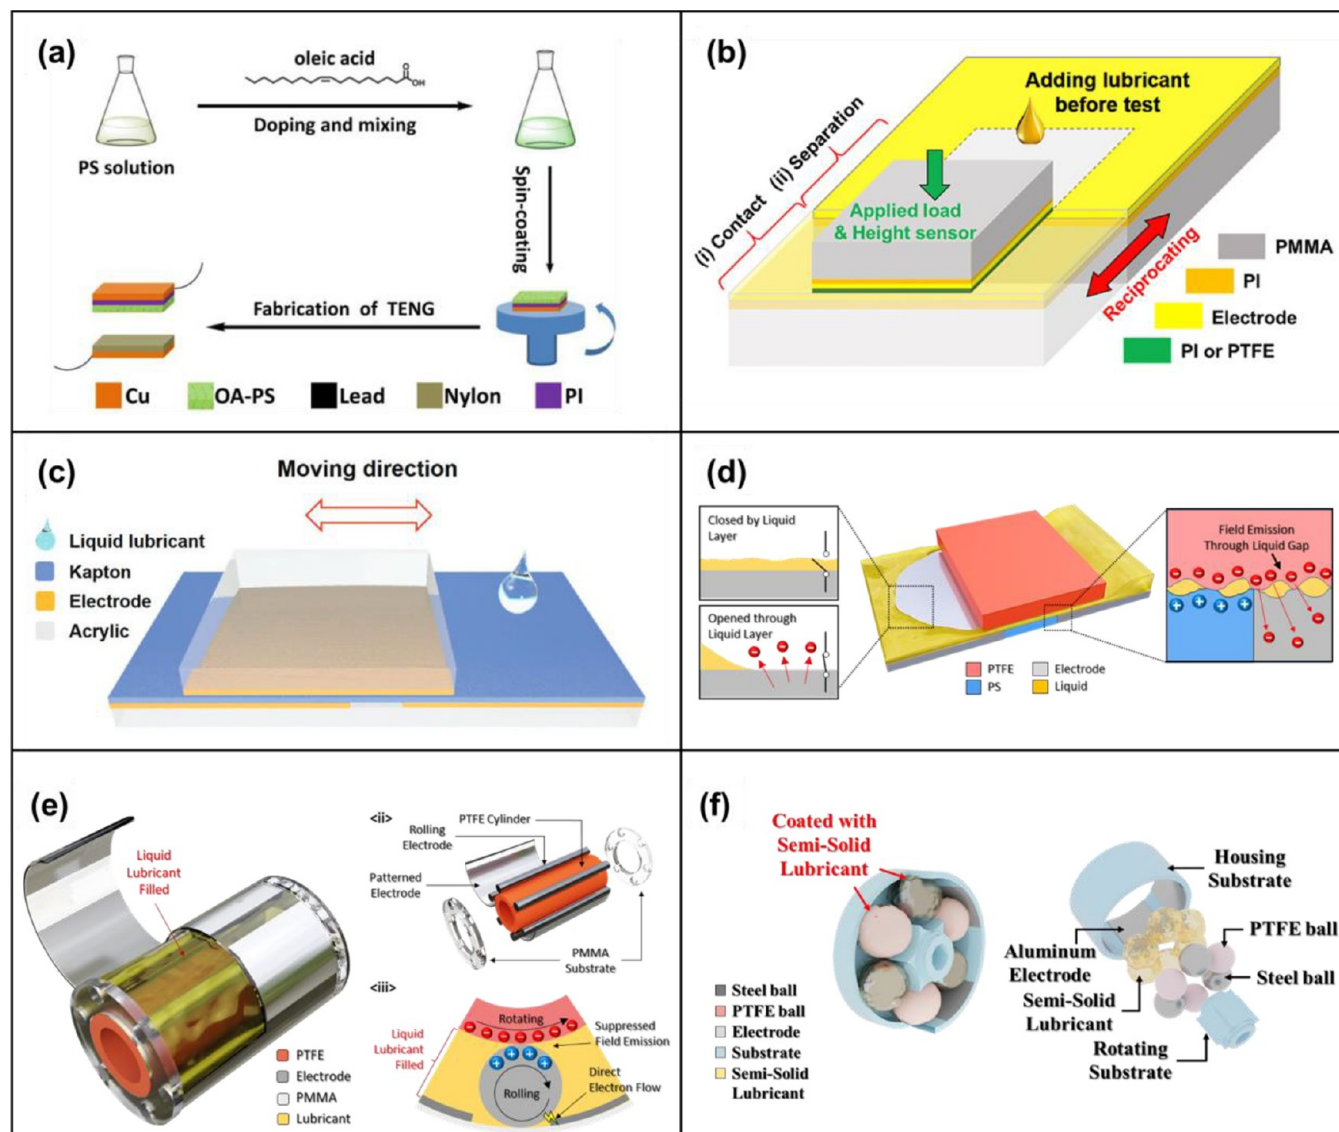 (a)
oleic acid
OH
O
Doping and mixing
PS solution
Spin-coating
Fabrication of TENG
Cu
OA-PS
Lead
Nylon
PI
(b)
Adding lubricant
before test
(ii) Separation
(i) Contact
Applied load
& Height sensor
Reciprocating
PMMA
PI
Electrode
PI or PTFE
(c)
Moving direction
Liquid lubricant
Kapton
Electrode
Acrylic
(d)
Closed by Liquid
Layer
Opened through
Liquid Layer
Field Emission
Through Liquid Gap
PTFE
Electrode
PS
Liquid
(e)
Liquid
Lubricant
Filled
PTFE
Electrode
PMMA
Lubricant
<ii>
PTFE Cylinder
Rolling
Electrode
Patterned
Electrode
PMMA
Substrate
<iii>
Rotating
Liquid
Lubricant
Filled
Suppressed
Field Emission
Direct
Electron Flow
Rolling
(f)
Coated with
Semi-Solid
Lubricant
Steel ball
PTFE ball
Electrode
Substrate
Semi-Solid
Lubricant
Housing
Substrate
PTFE ball
Aluminum
Electrode
Steel ball
Semi-Solid
Lubricant
Rotating
Substrate